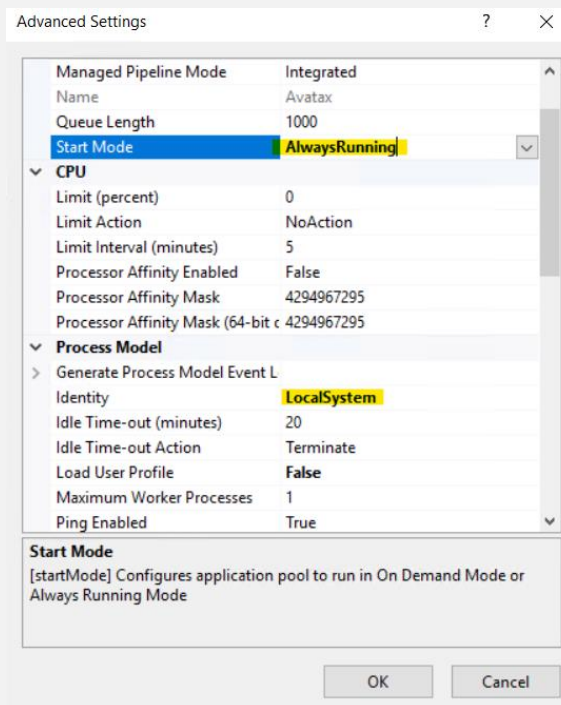 Advanced Settings ?
Managed Pipeline Mode Integrated
Name Avatax
Queue Length 1000
Start Mode AlwaysRunning
CPU
Limit (percent) 0
Limit Action NoAction
Limit Interval (minutes) 5
Processor Affinity Enabled False
Processor Affinity Mask 4294967295
Processor Affinity Mask (64-bit c 4294967295
Process Model
Generate Process Model Event L
Identity LocalSystem
Idle Time-out (minutes) 20
Idle Time-out Action Terminate
Load User Profile False
Maximum Worker Processes 1
Ping Enabled True
Start Mode
[startMode] Configures application pool to run in On Demand Mode or
Always Running Mode
OK Cancel